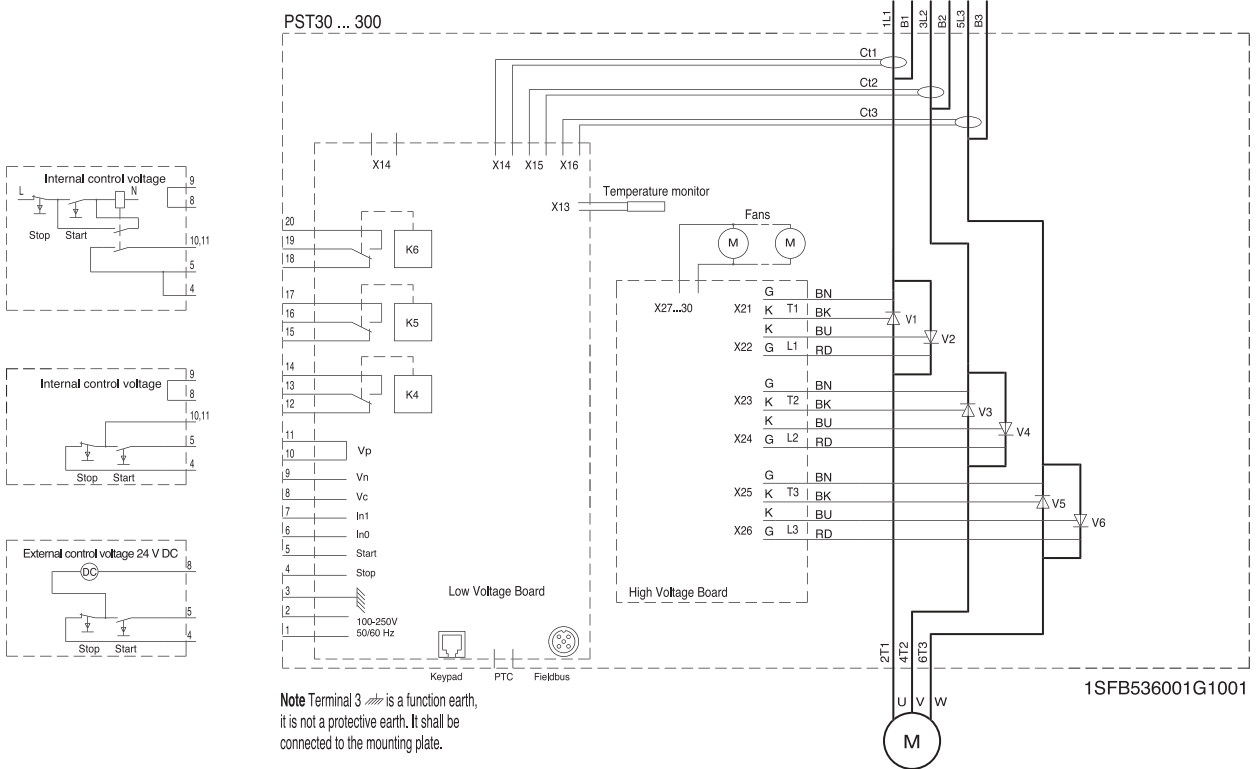 PST30 ... 300
1L1
B1
3L2
B2
5L3
B3
Ct1
Ct2
Ct3
X14
X14
X15
X16
X13
Temperature monitor
Fans
M
M
X27...30
20
19
18
K6
17
16
15
K5
14
13
12
K4
11
10
Vp
9
Vn
8
Vc
7
In1
6
In0
5
Start
4
Stop
3
2
1
100-250V
50/60 Hz
Low Voltage Board
Keypad
PTC
Fieldbus
G BN
X21 K T1 BK
K BU
X22 G L1 RD
G BN
X23 K T2 BK
K BU
X24 G L2 RD
G BN
X25 K T3 BK
K BU
X26 G L3 RD
High Voltage Board
V1
V2
V3
V4
V5
V6
2T1
4T2
6T3
U V W
M
1SFB536001G1001
Internal control voltage
L
N
Stop Start
9
8
10,11
5
4
Internal control voltage
9
8
10,11
5
4
Stop Start
External control voltage 24 V DC
DC
8
5
4
Stop Start
Note Terminal 3 is a function earth,
it is not a protective earth. It shall be
connected to the mounting plate.